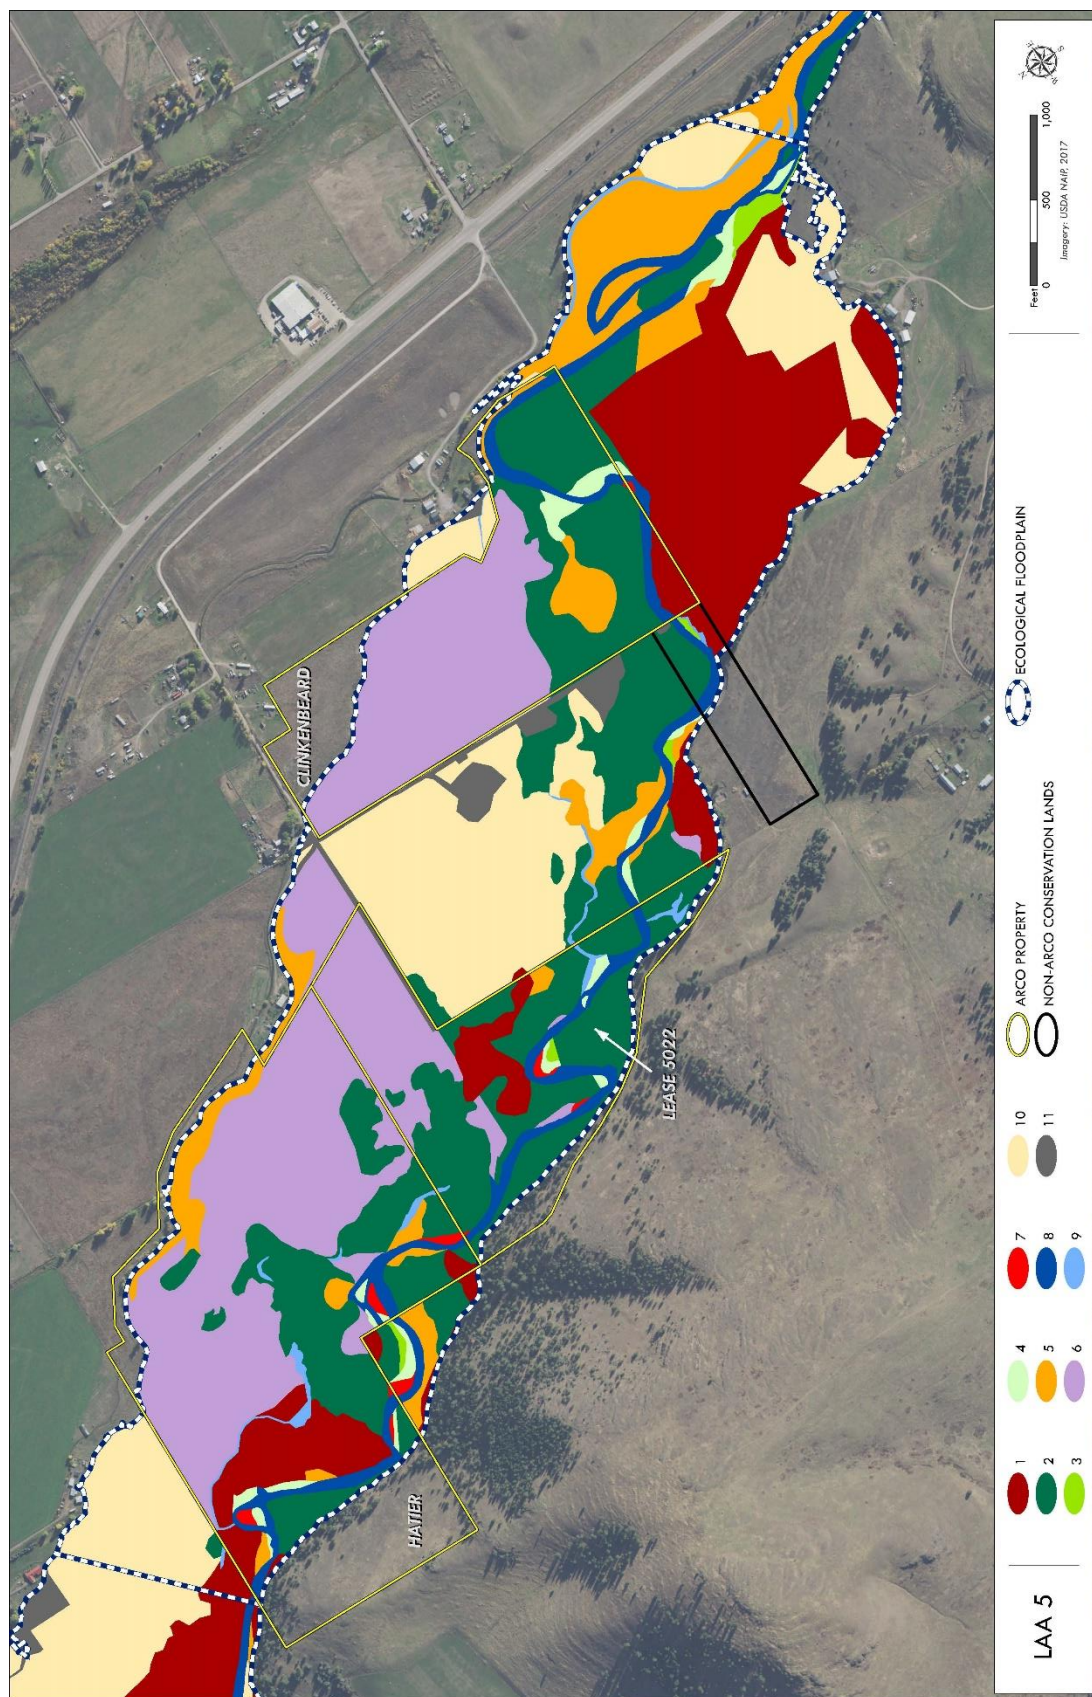 CLINKENBEARD
LEASE 5022
HATIER
LAA 5
1
2
3
4
5
6
7
8
9
10
11
ARCO PROPERTY
NON-ARCO CONSERVATION LANDS
ECOLOGICAL FLOODPLAIN
Feet
0 500 1,000
Imagery: USDA NAIP, 2017
N
E
S
W